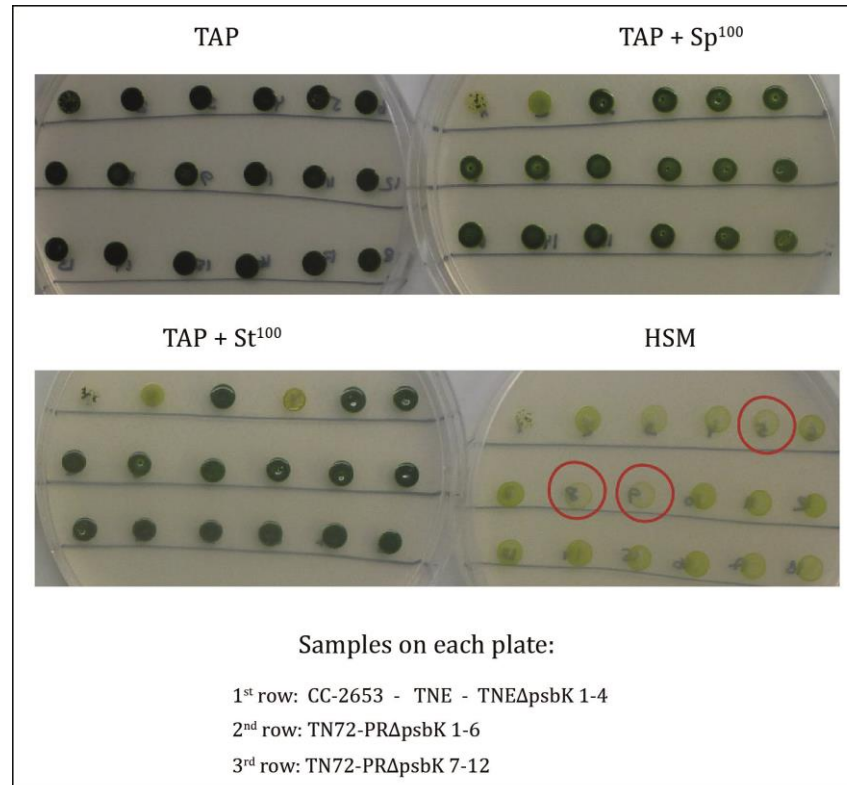 TAP
TAP + Sp¹⁰⁰
TAP + St¹⁰⁰
HSM
Samples on each plate:
1ˢᵗ row: CC-2653 - TNE - TNEΔpsbK 1-4
2ⁿᵈ row: TN72-PRΔpsbK 1-6
3ʳᵈ row: TN72-PRΔpsbK 7-12